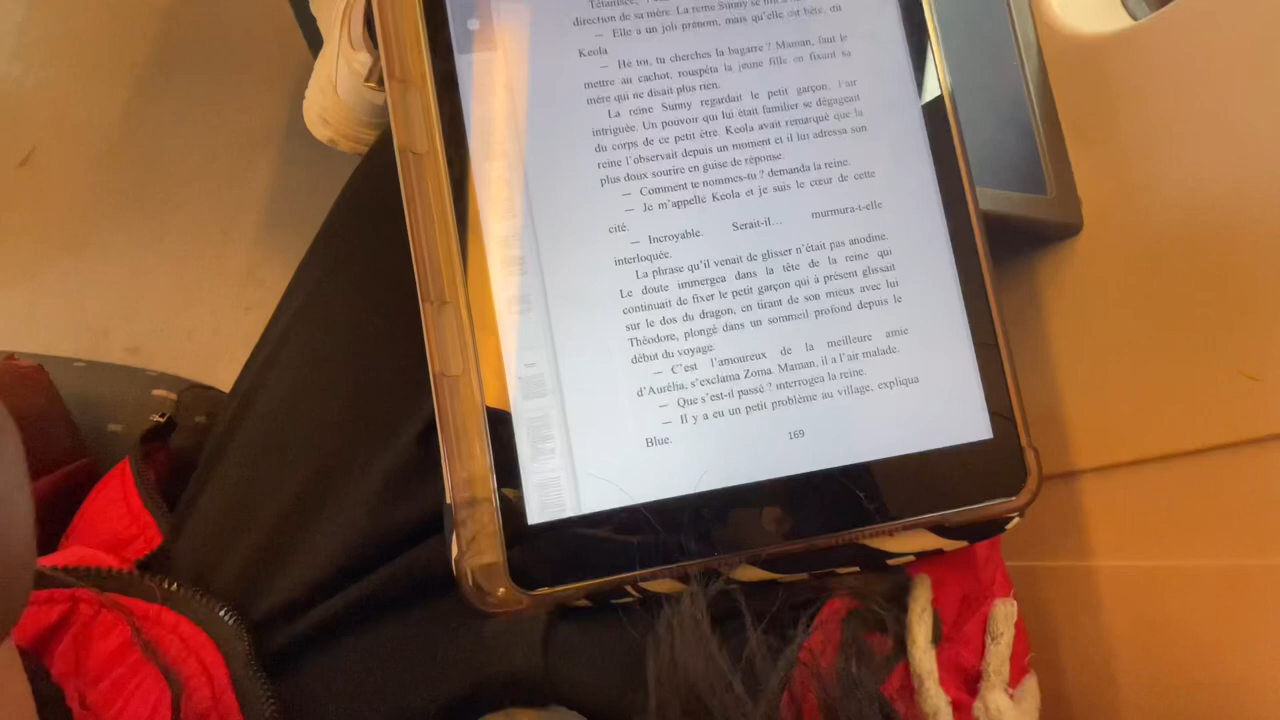 Tétanisée,
direction de sa mère. La reine Sunny se
— Elle a un joli prénom, mais qu'elle est bête, dit
Keola
— Hé toi, tu cherches la bagarre ? Maman, faut le
mettre au cachot, rouspéta la jeune fille en fixant sa
mère qui ne disait plus rien.
La reine Sunny regardait le petit garçon, l'air
intriguée. Un pouvoir qui lui était familier se dégageait
du corps de ce petit être. Keola avait remarqué que la
reine l'observait depuis un moment et il lui adressa son
plus doux sourire en guise de réponse.
— Comment te nommes-tu ? demanda la reine.
— Je m'appelle Keola et je suis le cœur de cette
cité.
— Incroyable. Serait-il… murmura-t-elle
interloquée.
La phrase qu'il venait de glisser n'était pas anodine.
Le doute immergea dans la tête de la reine qui
continuait de fixer le petit garçon qui à présent glissait
sur le dos du dragon, en tirant de son mieux avec lui
Théodore, plongé dans un sommeil profond depuis le
début du voyage.
— C'est l'amoureux de la meilleure amie
d'Aurélia, s'exclama Zorna. Maman, il a l'air malade.
— Que s'est-il passé ? interrogea la reine.
— Il y a eu un petit problème au village, expliqua
Blue.
169